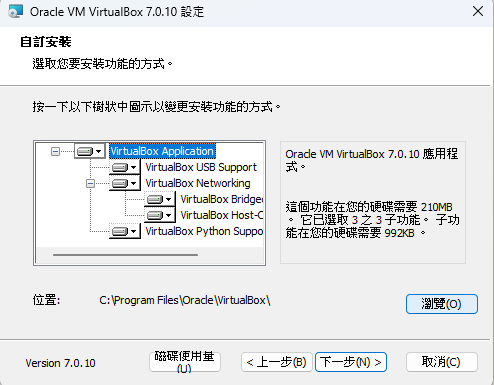 Oracle VM VirtualBox 7.0.10 設定
自訂安裝
選取您要安裝功能的方式。
按一下以下樹狀中圖示以變更安裝功能的方式。
VirtualBox Application
VirtualBox USB Support
VirtualBox Networking
VirtualBox Bridged
VirtualBox Host-O
VirtualBox Python Suppo
Oracle VM VirtualBox 7.0.10 應用程
式。
這個功能在您的硬碟需要 210MB
。 它已選取 3 之 3 子功能。 子功
能在您的硬碟需要 992KB 。
位置:
C:\Program Files\Oracle\VirtualBox\
瀏覽(O)
Version 7.0.10
磁碟使用量
(U)
< 上一步(B)
下一步(N) >
取消(C)